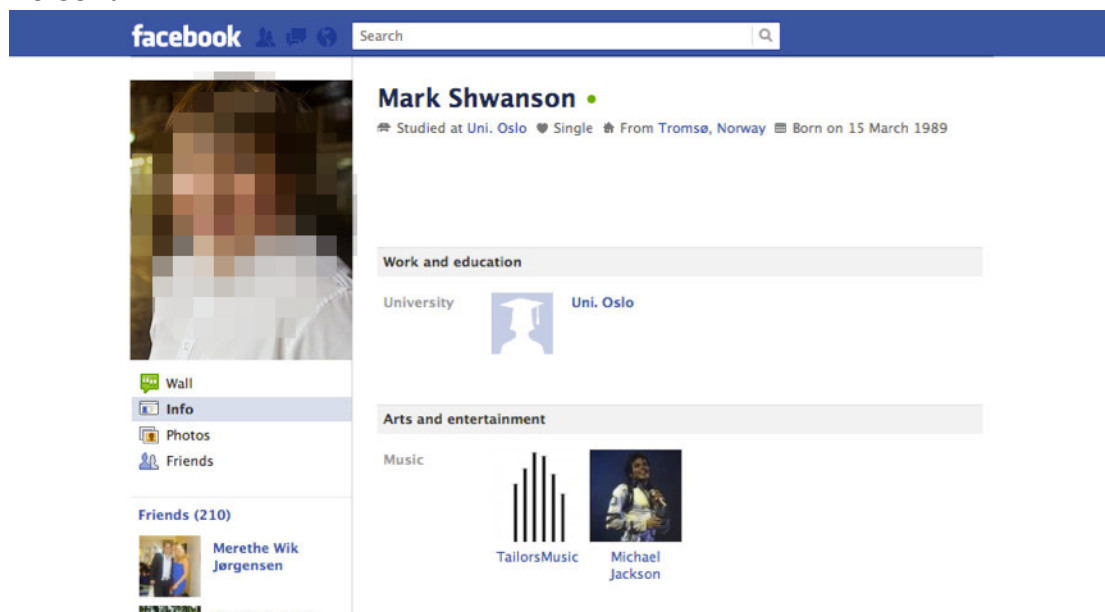 facebook
Search
Mark Shwanson
Studied at Uni. Oslo Single From Tromsø, Norway Born on 15 March 1989
Work and education
University
Uni. Oslo
Wall
Info
Photos
Friends
Arts and entertainment
Music
TailorsMusic
Michael
Jackson
Friends (210)
Merethe Wik
Jørgensen